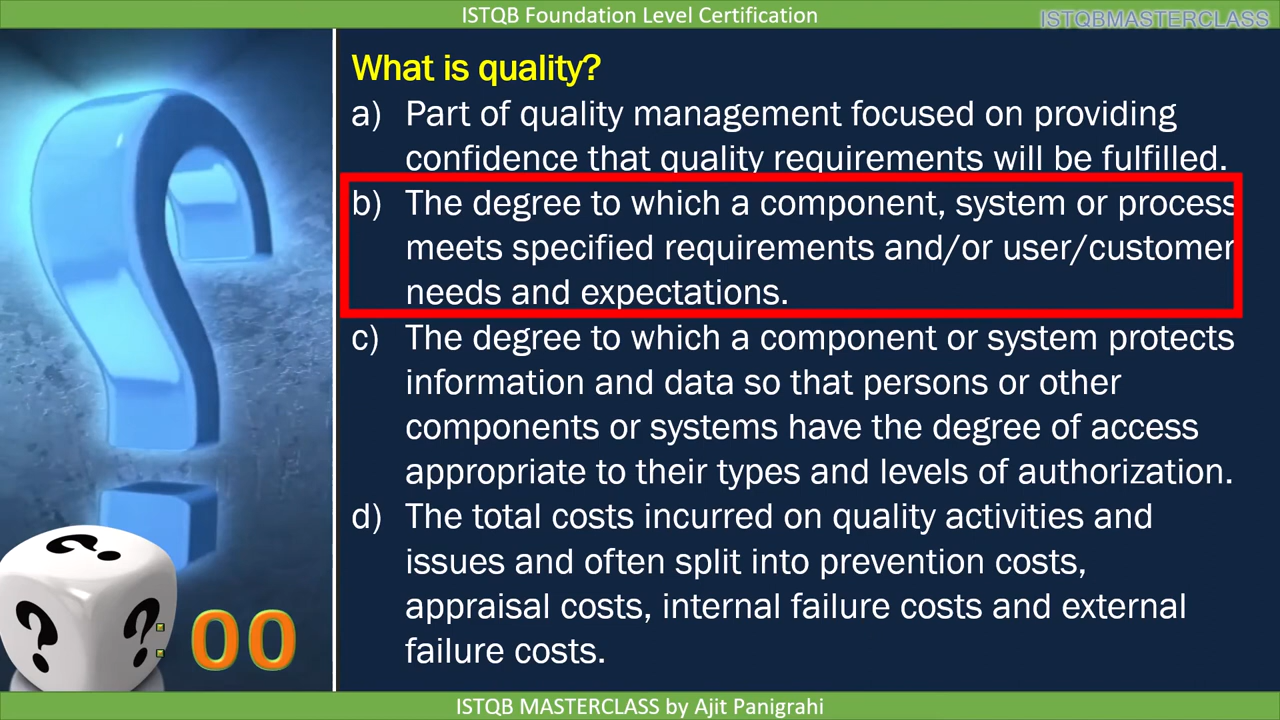 ISTQB Foundation Level Certification
ISTQBMASTERCLASS
What is quality?
a) Part of quality management focused on providing
confidence that quality requirements will be fulfilled.
b) The degree to which a component, system or process
meets specified requirements and/or user/customer
needs and expectations.
c) The degree to which a component or system protects
information and data so that persons or other
components or systems have the degree of access
appropriate to their types and levels of authorization.
d) The total costs incurred on quality activities and
issues and often split into prevention costs,
appraisal costs, internal failure costs and external
failure costs.
? ? ?
:00
ISTQB MASTERCLASS by Ajit Panigrahi